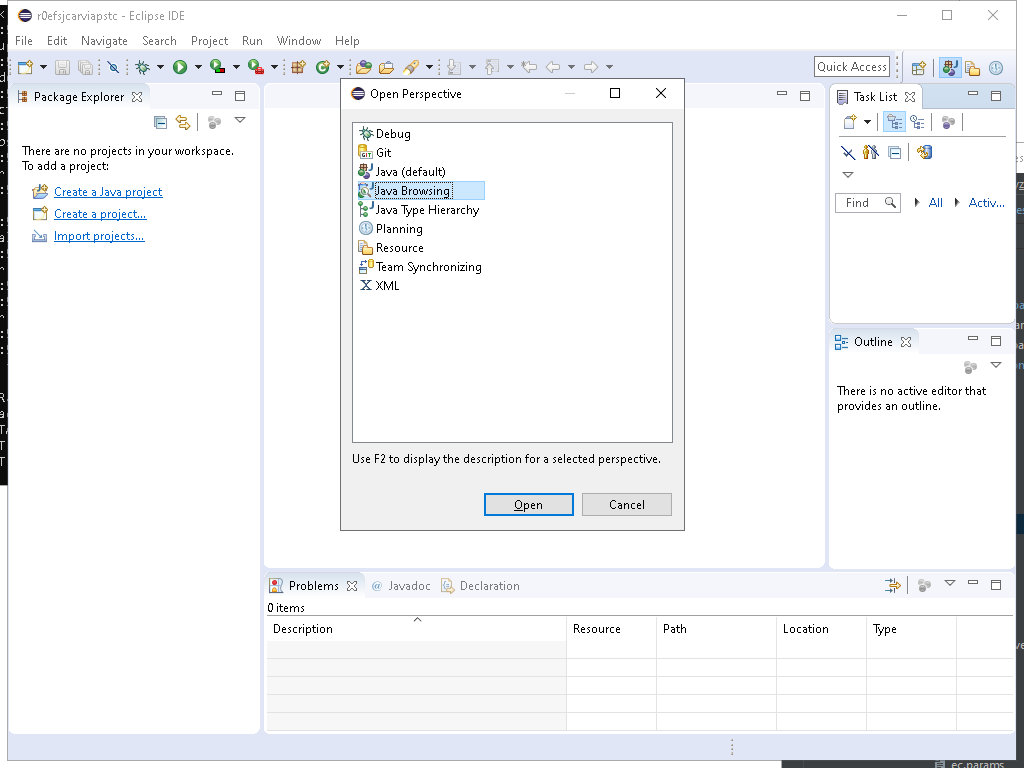 r0efsjcarviapstc - Eclipse IDE
File Edit Navigate Search Project Run Window Help
Quick Access
Package Explorer
There are no projects in your workspace.
To add a project:
Create a Java project
Create a project...
Import projects...
Open Perspective
Debug
GIT
Git
Java (default)
Java Browsing
Java Type Hierarchy
Planning
Resource
Team Synchronizing
XML
Use F2 to display the description for a selected perspective.
Open Cancel
Task List
Find All Activ...
Outline
There is no active editor that
provides an outline.
Problems @ Javadoc Declaration
0 items
Description Resource Path Location Type
ec.params